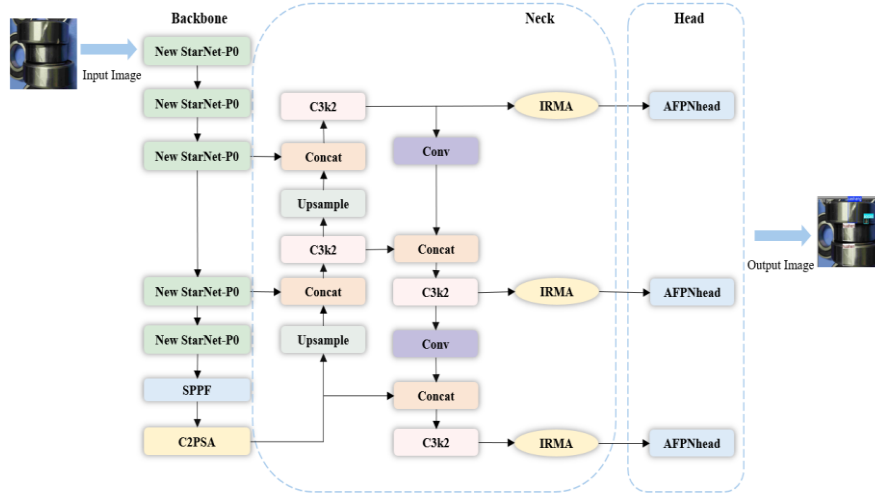 Backbone
Neck
Head
Input Image
New StarNet-P0
New StarNet-P0
New StarNet-P0
New StarNet-P0
New StarNet-P0
SPPF
C2PSA
C3k2
Concat
Upsample
C3k2
Concat
Upsample
Conv
Concat
C3k2
Conv
Concat
C3k2
IRMA
IRMA
IRMA
AFPNhead
AFPNhead
AFPNhead
Output Image